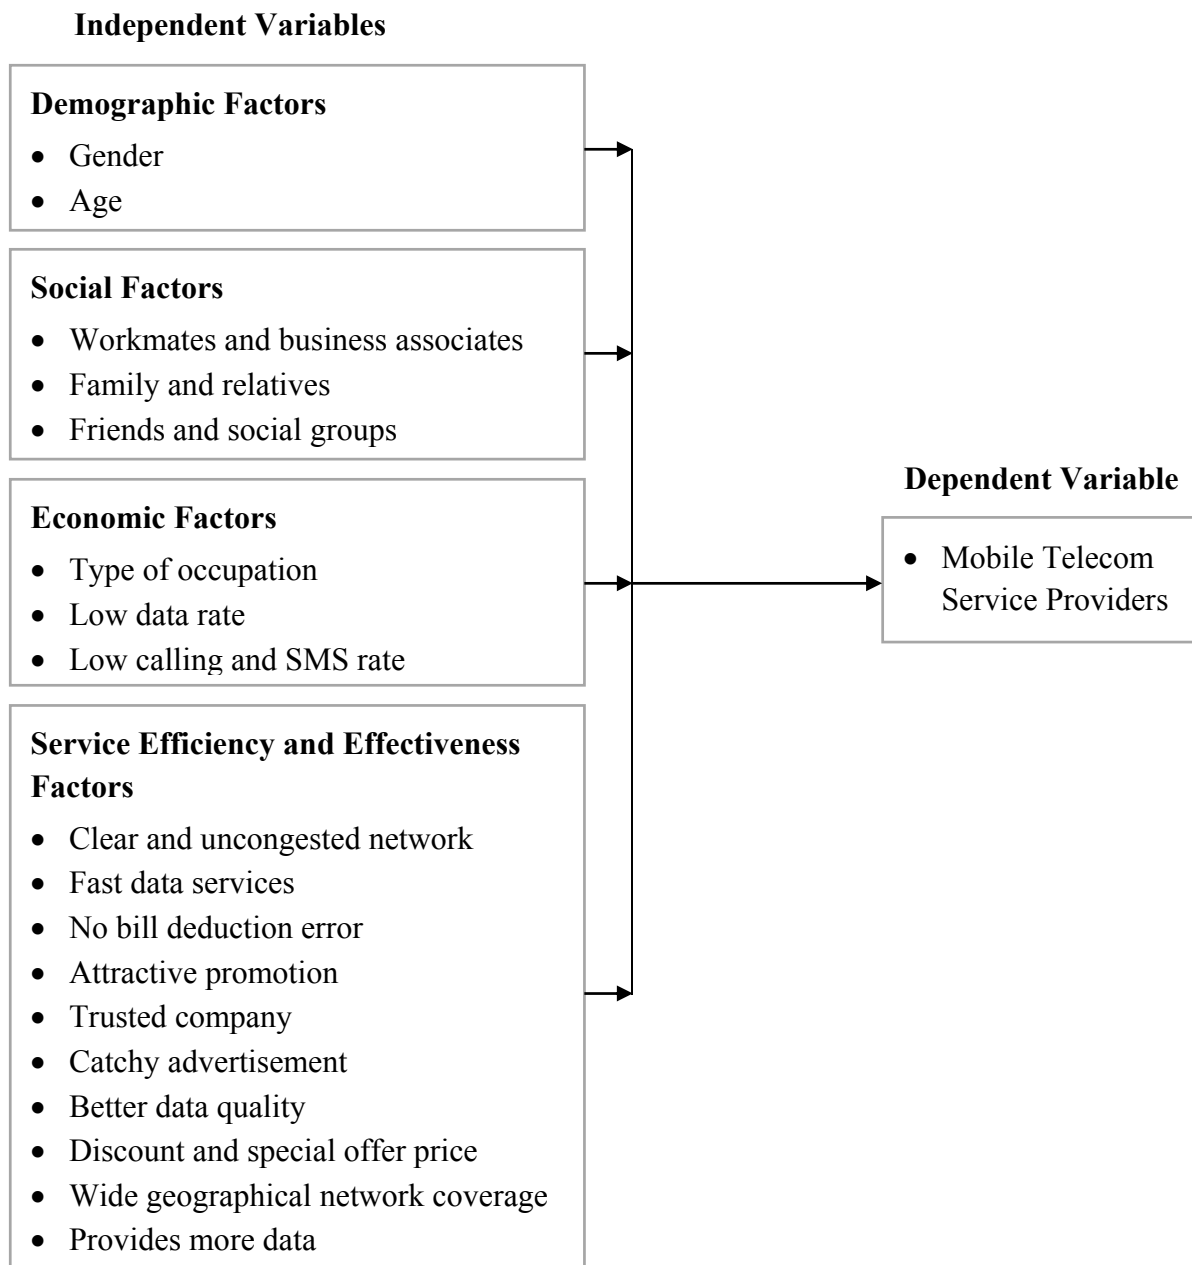 Independent Variables
Demographic Factors
• Gender
• Age
Social Factors
• Workmates and business associates
• Family and relatives
• Friends and social groups
Economic Factors
• Type of occupation
• Low data rate
• Low calling and SMS rate
Service Efficiency and Effectiveness
Factors
• Clear and uncongested network
• Fast data services
• No bill deduction error
• Attractive promotion
• Trusted company
• Catchy advertisement
• Better data quality
• Discount and special offer price
• Wide geographical network coverage
• Provides more data
Dependent Variable
• Mobile Telecom
Service Providers